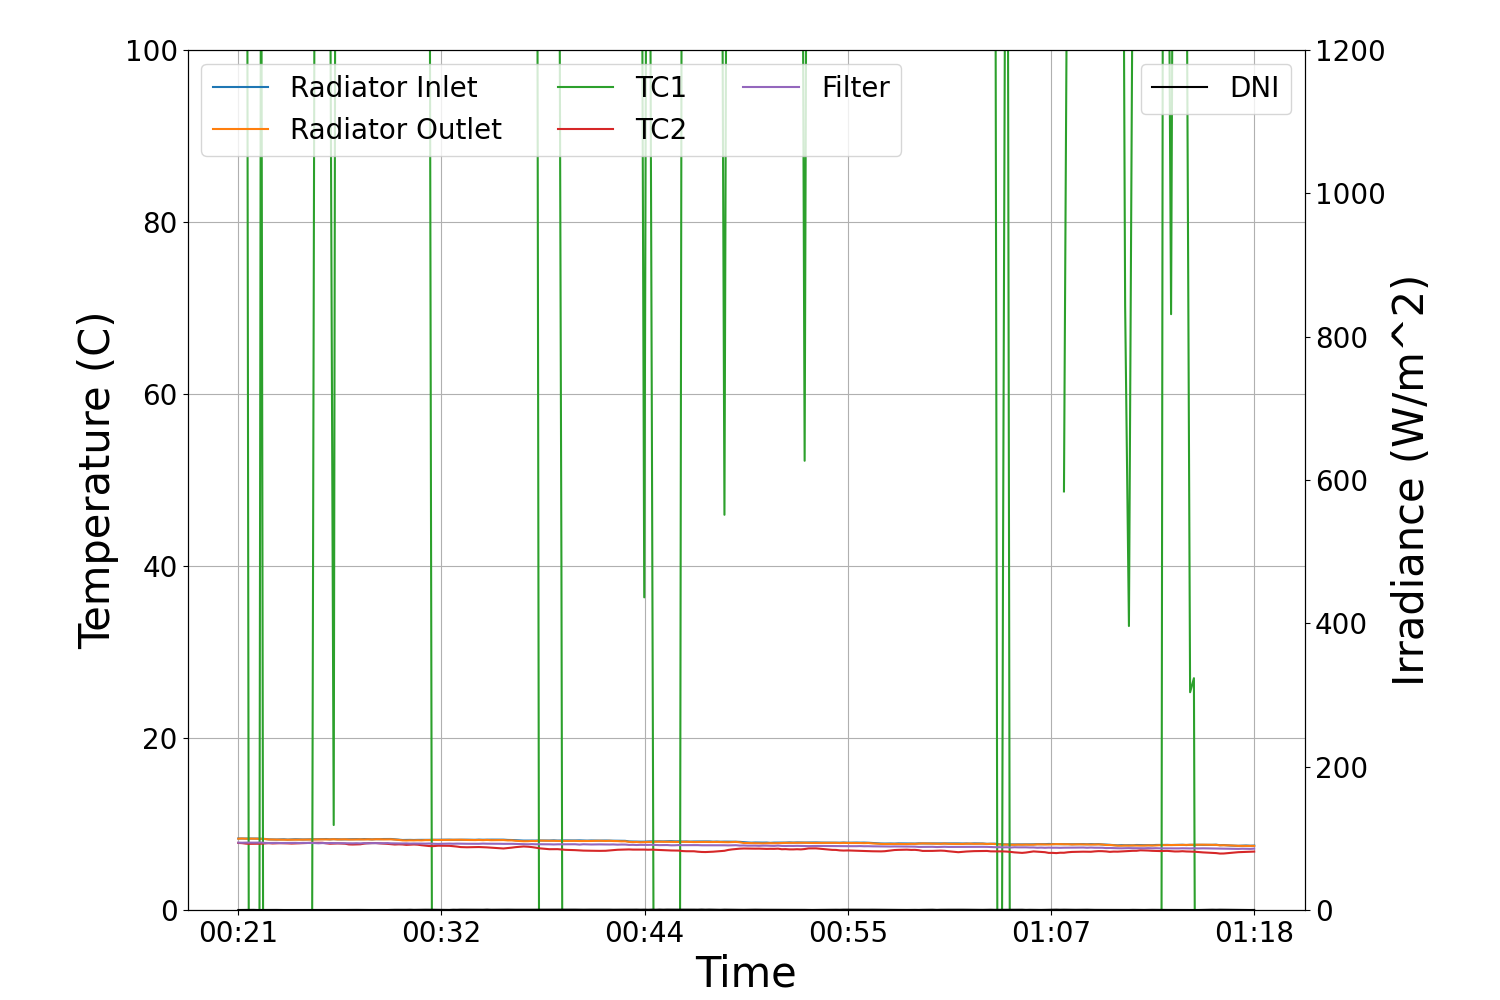 100
80
60
40
20
0
Temperature (C)
Radiator Inlet
Radiator Outlet
TC1
TC2
Filter
DNI
1200
1000
800
600
400
200
0
Irradiance (W/m^2)
00:21 00:32 00:44 00:55 01:07 01:18
Time